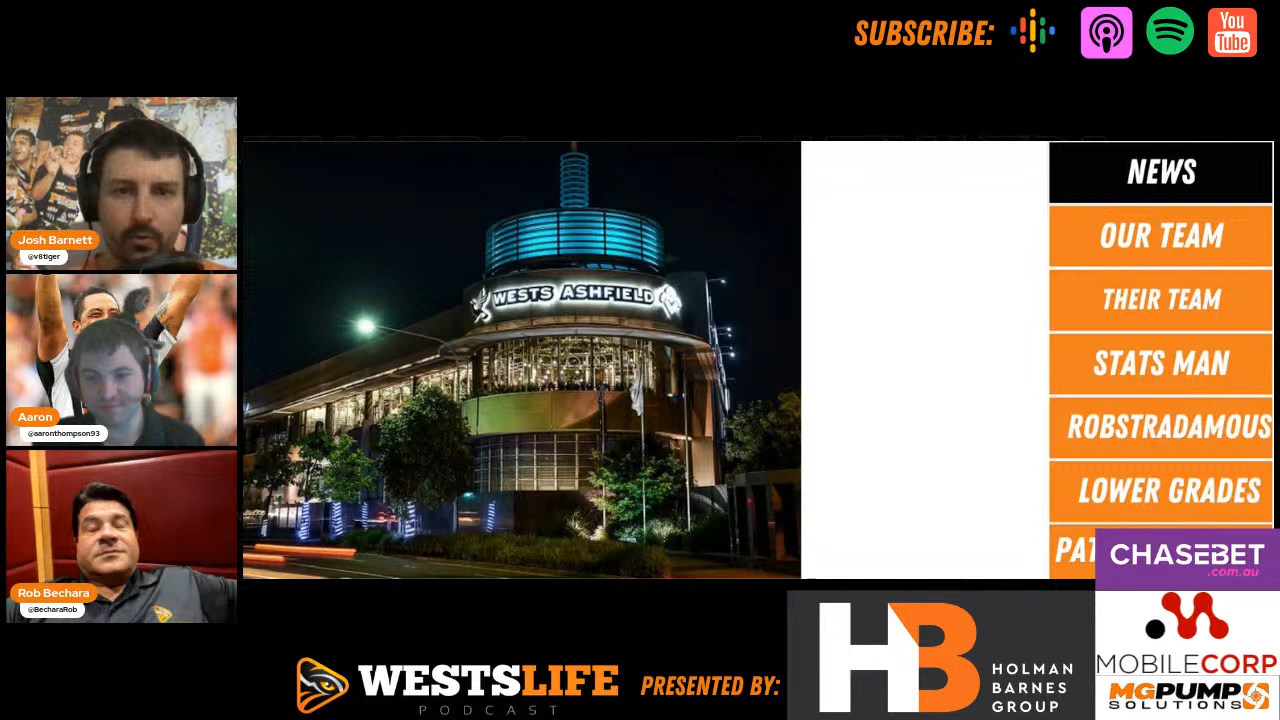 SUBSCRIBE:
You
Tube
Josh Barnett
@v8tiger
Aaron
@aaronthompson93
Rob Bechara
@BecharaRob
WESTS ASHFIELD
NEWS
OUR TEAM
THEIR TEAM
STATS MAN
ROBSTRADAMOUS
LOWER GRADES
PAT
CHASEBET
.com.au
WESTSLIFE
PODCAST
PRESENTED BY:
HB
HOLMAN
BARNES
GROUP
MOBILECORP
MGPUMP
SOLUTIONS